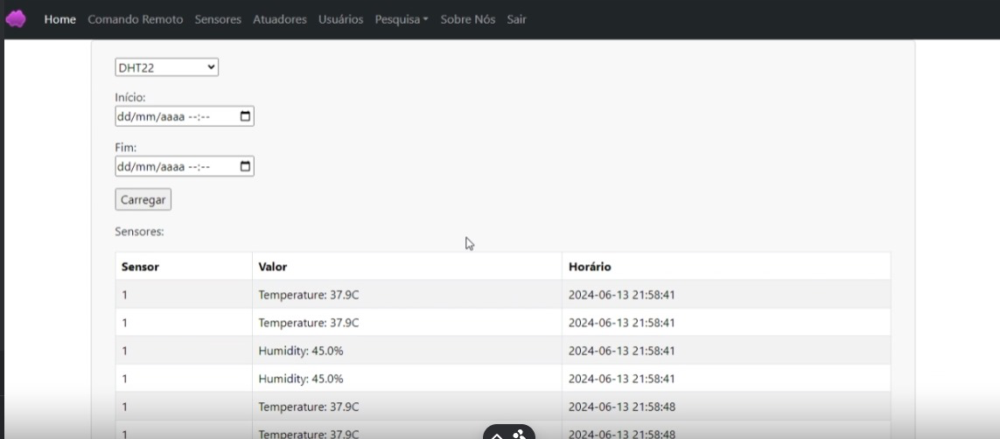 Home Comando Remoto Sensores Atuadores Usuários Pesquisa Sobre Nós Sair
DHT22
Início:
dd/mm/aaaa --:--
Fim:
dd/mm/aaaa --:--
Carregar
Sensores:
Sensor Valor Horário
1 Temperature: 37.9C 2024-06-13 21:58:41
1 Temperature: 37.9C 2024-06-13 21:58:41
1 Humidity: 45.0% 2024-06-13 21:58:41
1 Humidity: 45.0% 2024-06-13 21:58:41
1 Temperature: 37.9C 2024-06-13 21:58:48
1 Temperature: 37.9C 2024-06-13 21:58:48